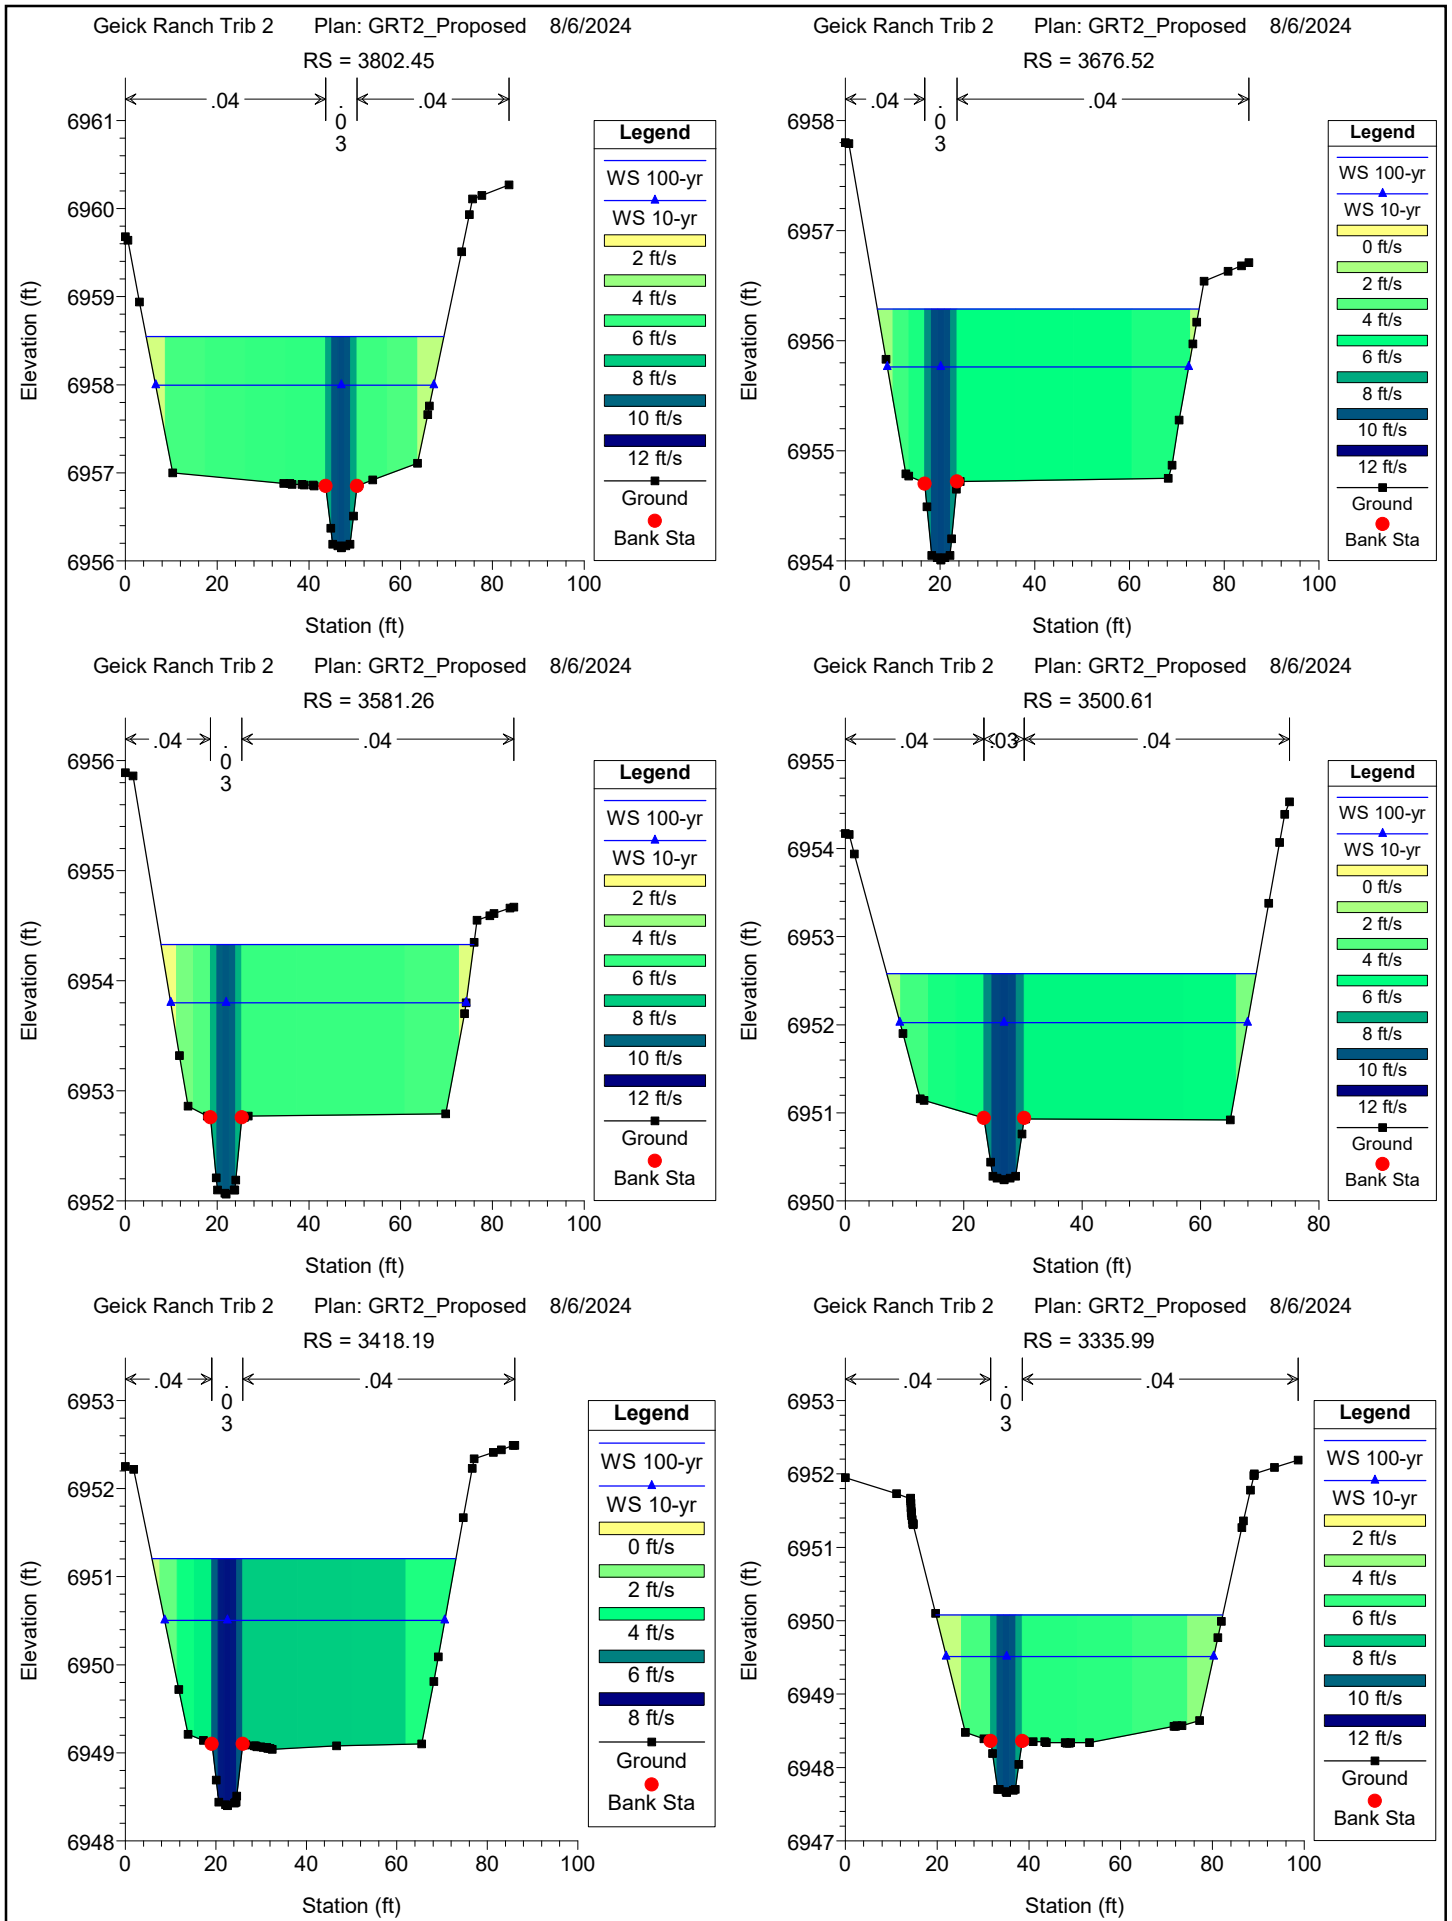 Geick Ranch Trib 2 Plan: GRT2_Proposed 8/6/2024
RS = 3802.45
.04 .03 .04
6961
6960
6959
6958
6957
6956
Elevation (ft)
0 20 40 60 80 100
Station (ft)
Legend
WS 100-yr
WS 10-yr
2 ft/s
4 ft/s
6 ft/s
8 ft/s
10 ft/s
12 ft/s
Ground
Bank Sta
Geick Ranch Trib 2 Plan: GRT2_Proposed 8/6/2024
RS = 3676.52
.04 .03 .04
6958
6957
6956
6955
6954
Elevation (ft)
0 20 40 60 80 100
Station (ft)
Legend
WS 100-yr
WS 10-yr
0 ft/s
2 ft/s
4 ft/s
6 ft/s
8 ft/s
10 ft/s
12 ft/s
Ground
Bank Sta
Geick Ranch Trib 2 Plan: GRT2_Proposed 8/6/2024
RS = 3581.26
.04 .03 .04
6956
6955
6954
6953
6952
Elevation (ft)
0 20 40 60 80 100
Station (ft)
Legend
WS 100-yr
WS 10-yr
2 ft/s
4 ft/s
6 ft/s
8 ft/s
10 ft/s
12 ft/s
Ground
Bank Sta
Geick Ranch Trib 2 Plan: GRT2_Proposed 8/6/2024
RS = 3500.61
.04 .03 .04
6955
6954
6953
6952
6951
6950
Elevation (ft)
0 20 40 60 80
Station (ft)
Legend
WS 100-yr
WS 10-yr
0 ft/s
2 ft/s
4 ft/s
6 ft/s
8 ft/s
10 ft/s
12 ft/s
Ground
Bank Sta
Geick Ranch Trib 2 Plan: GRT2_Proposed 8/6/2024
RS = 3418.19
.04 .03 .04
6953
6952
6951
6950
6949
6948
Elevation (ft)
0 20 40 60 80 100
Station (ft)
Legend
WS 100-yr
WS 10-yr
0 ft/s
2 ft/s
4 ft/s
6 ft/s
8 ft/s
Ground
Bank Sta
Geick Ranch Trib 2 Plan: GRT2_Proposed 8/6/2024
RS = 3335.99
.04 .03 .04
6953
6952
6951
6950
6949
6948
6947
Elevation (ft)
0 20 40 60 80 100
Station (ft)
Legend
WS 100-yr
WS 10-yr
2 ft/s
4 ft/s
6 ft/s
8 ft/s
10 ft/s
12 ft/s
Ground
Bank Sta